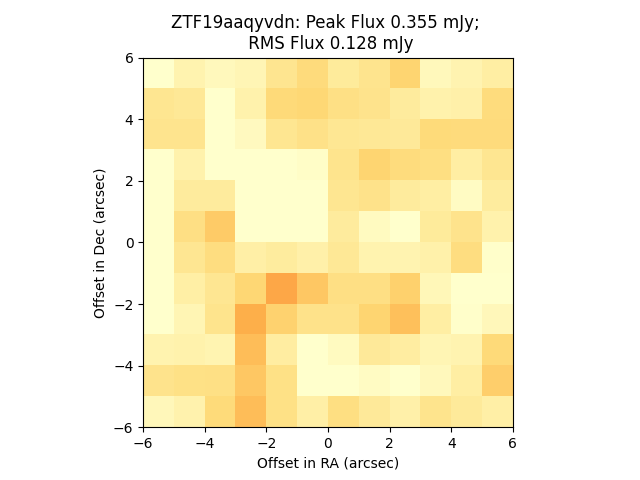 ZTF19aaqyvdn: Peak Flux 0.355 mJy;
RMS Flux 0.128 mJy
6
4
2
0
−2
−4
−6
Offset in Dec (arcsec)
−6 −4 −2 0 2 4 6
Offset in RA (arcsec)